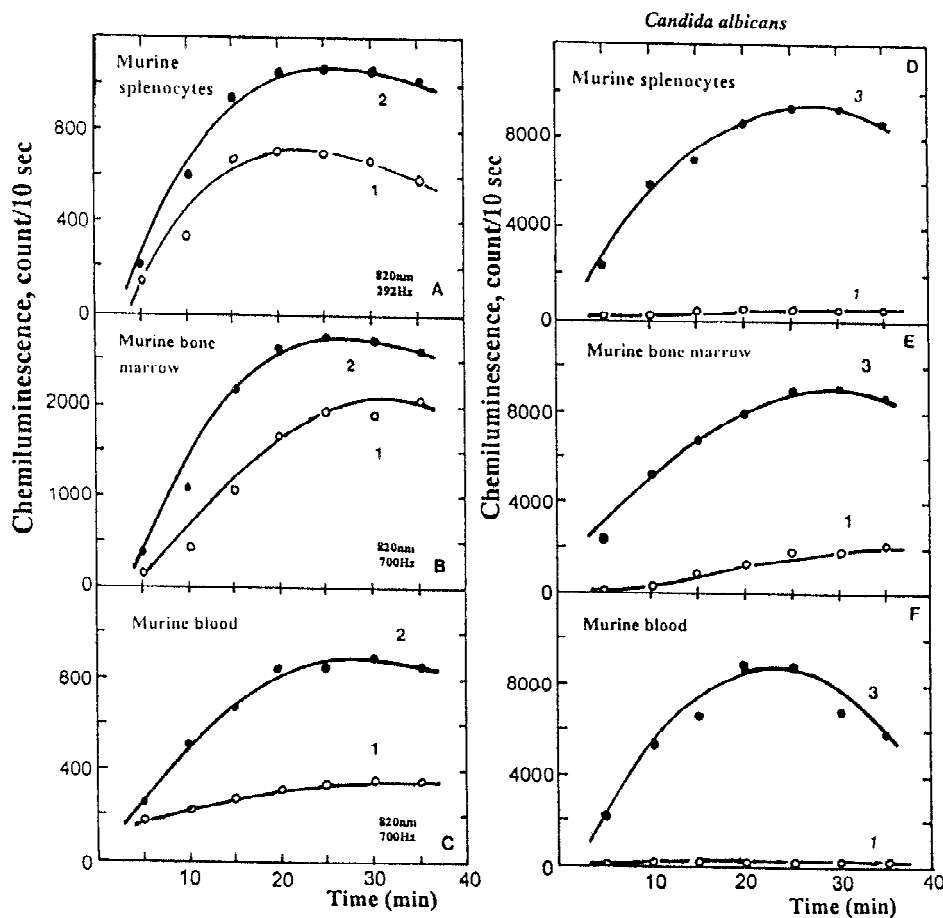 Candida albicans
Chemiluminescence, count/10 sec
Murine
splenocytes
2
1
800
400
0
820nm
292Hz
A
Murine bone
marrow
2
1
2000
1000
0
820nm
700Hz
B
Murine blood
2
1
800
400
0
820nm
700Hz
C
0
10
20
30
40
Time (min)
Chemiluminescence, count/10 sec
D
Murine splenocytes
3
8000
4000
1
0
E
Murine bone marrow
3
8000
4000
1
0
F
Murine blood
3
8000
4000
1
0
10
20
30
40
Time (min)